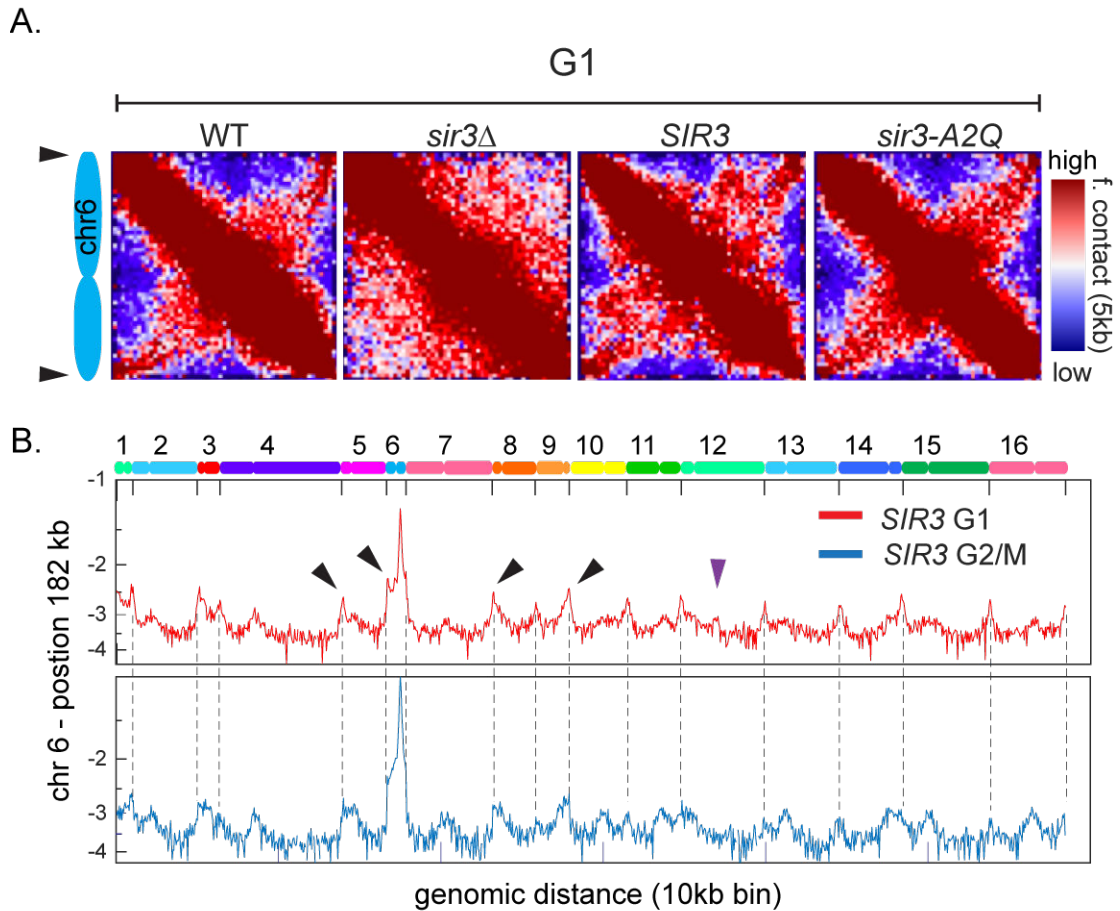 A.
G1
WT sir3Δ SIR3 sir3-A2Q
high
f. contact (5kb)
low
chr6
B.
1 2 3 4 5 6 7 8 9 10 11 12 13 14 15 16
-1
-2
-3
-4
SIR3 G1
SIR3 G2/M
-2
-3
-4
chr 6 - postion 182 kb
genomic distance (10kb bin)